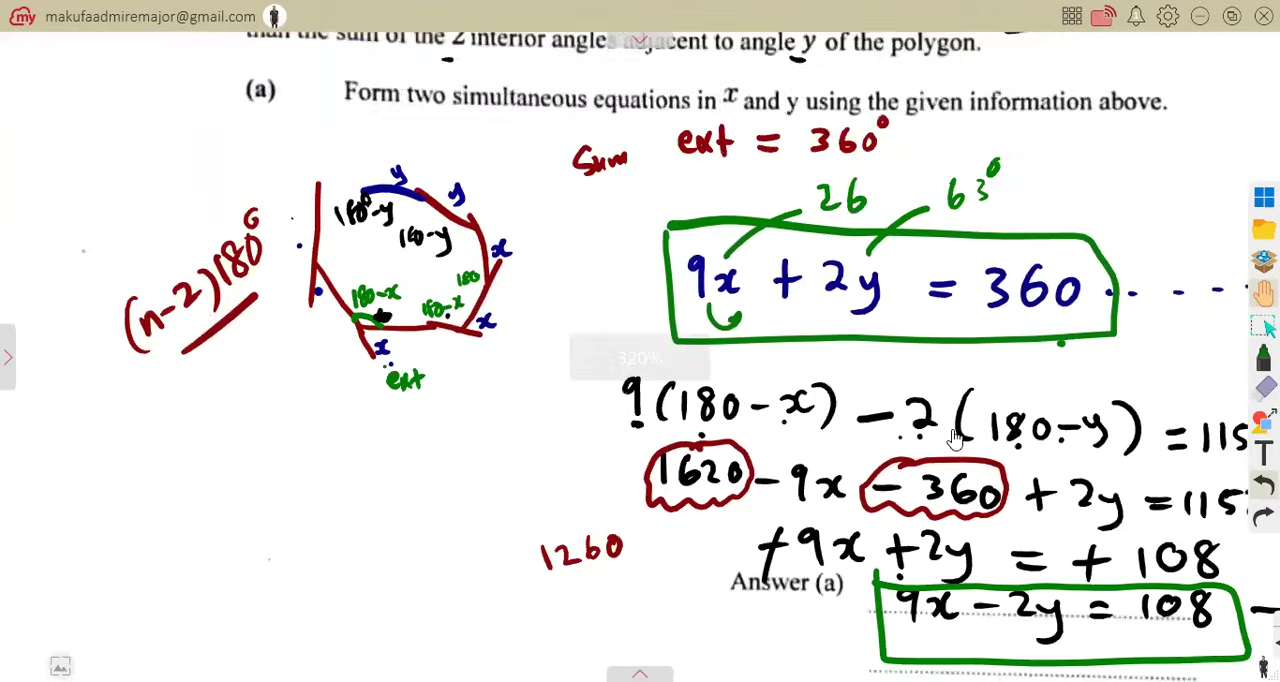 my makufaadmiremajor@gmail.com
than the sum of the 2 interior angles adjacent to angle y of the polygon.
(a) Form two simultaneous equations in x and y using the given information above.
Sum ext = 360°
26 63°
9x + 2y = 360 . . . .
(n-2)180°
y
y
180-y
180-y
x
180
180-x
180-x
x
x
ext
320%
9(180-x) - 2(180-y) = 115
1620 - 9x - 360 + 2y = 115
1260
+9x + 2y = + 108
Answer (a)
9x - 2y = 108
T